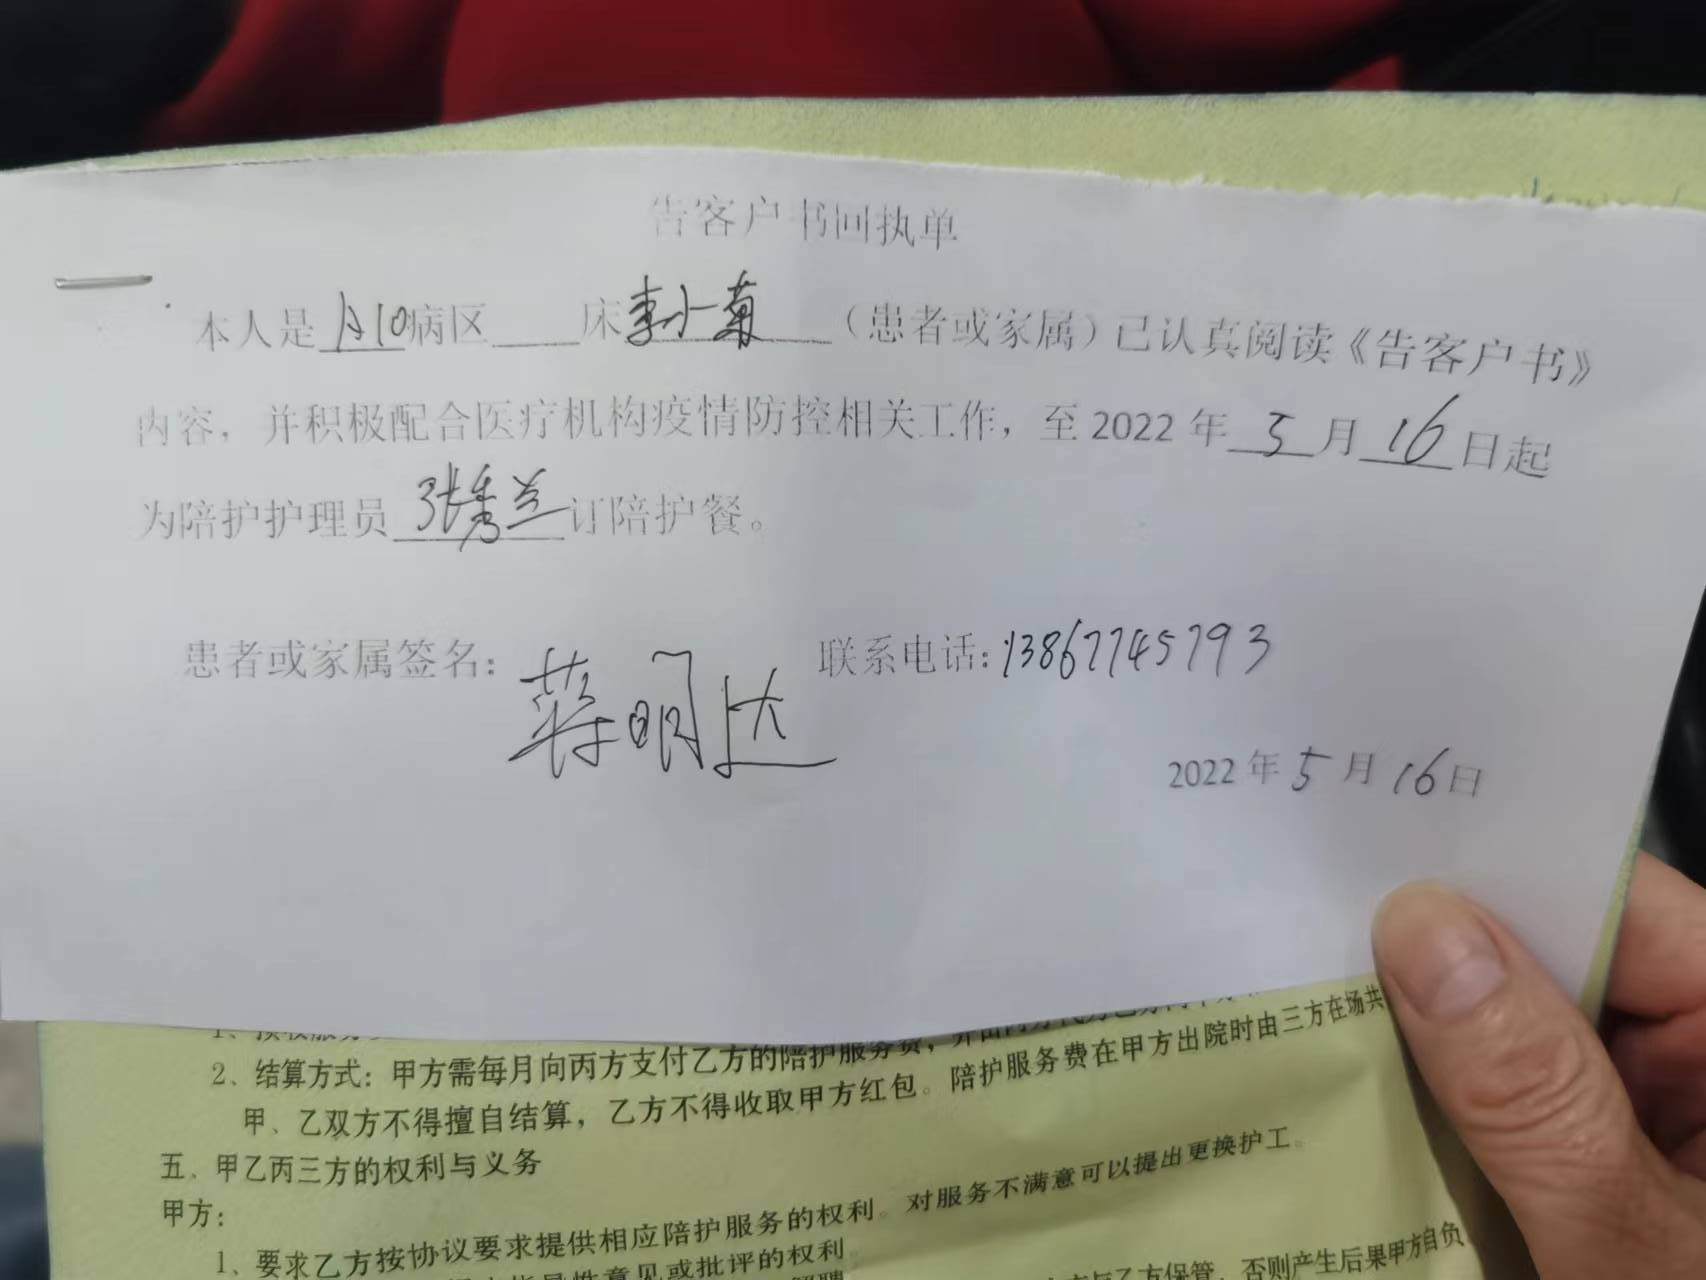 告客户书回执单
本人是A10病区____床李小菊（患者或家属）已认真阅读《告客户书》
内容，并积极配合医疗机构疫情防控相关工作，至2022年5月16日起
为陪护护理员张秀兰订陪护餐。
患者或家属签名：蒋明达 联系电话：13867745793
2022年5月16日
2、结算方式：甲方需每月向丙方支付乙方的陪护服务费，
甲、乙双方不得擅自结算，乙方不得收取甲方红包。陪护服务费在甲方出院时由三方在场共
五、甲乙丙三方的权利与义务
甲方：
1、要求乙方按协议要求提供相应陪护服务的权利。对服务不满意可以提出更换护工。
意见或批评的权利。
与乙方保管，否则产生后果甲方自负